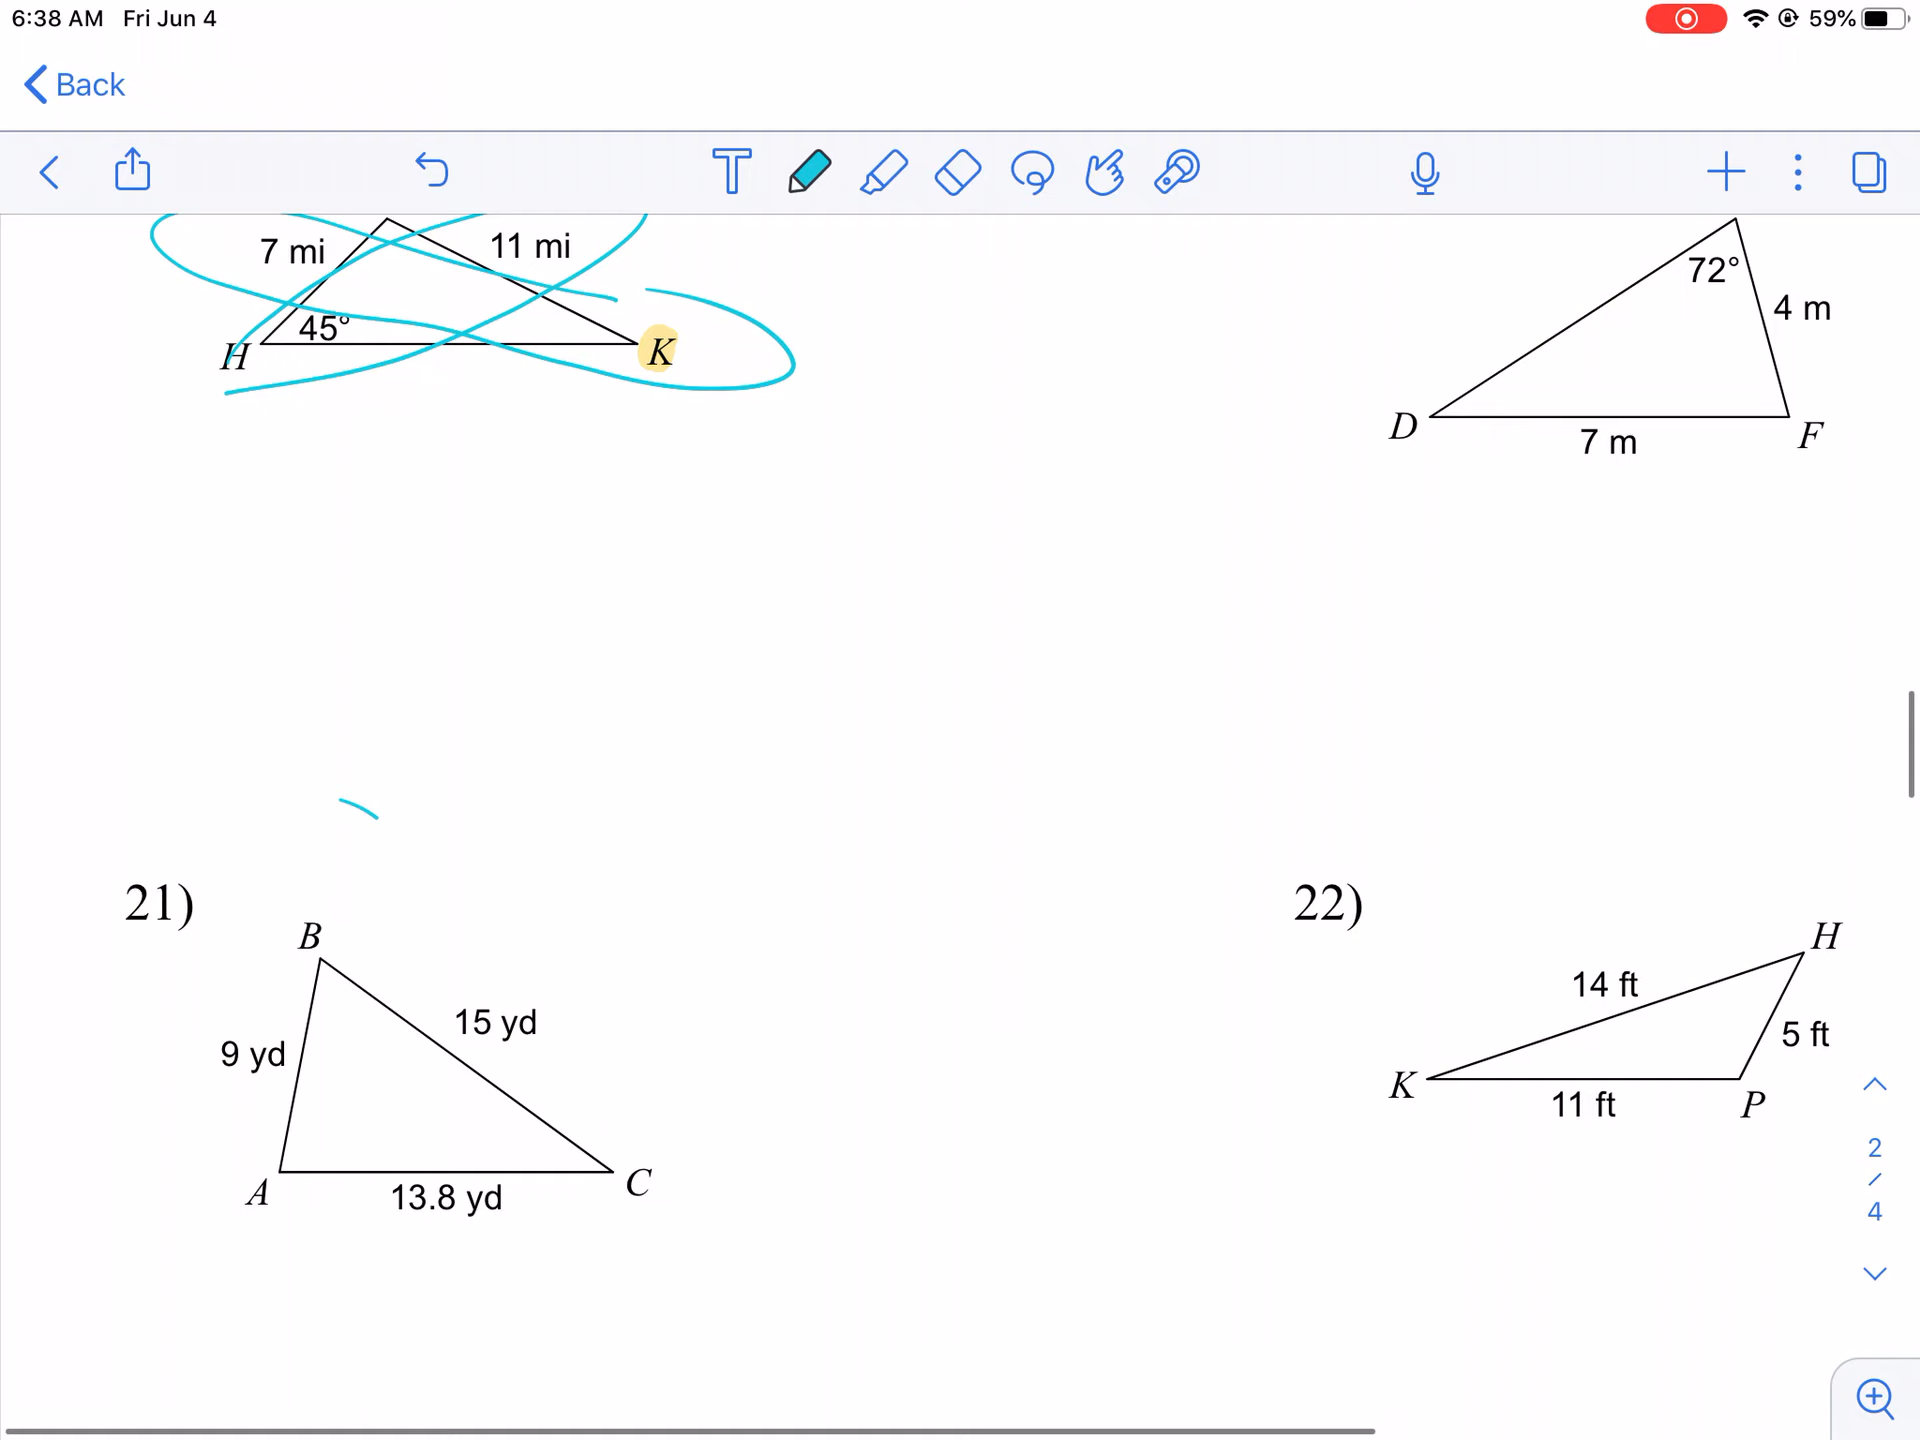 6:38 AM Fri Jun 4
59%
Back
7 mi
11 mi
45°
H
K
72°
4 m
D
7 m
F
21)
B
15 yd
9 yd
A
13.8 yd
C
22)
H
14 ft
5 ft
K
11 ft
P
2
/
4